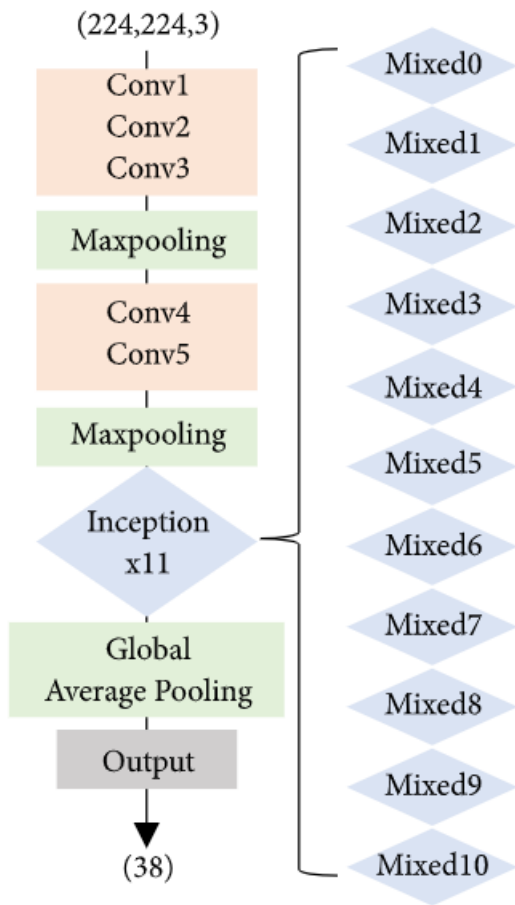 (224,224,3)
Conv1
Conv2
Conv3
Maxpooling
Conv4
Conv5
Maxpooling
Inception
x11
Global
Average Pooling
Output
(38)
Mixed0
Mixed1
Mixed2
Mixed3
Mixed4
Mixed5
Mixed6
Mixed7
Mixed8
Mixed9
Mixed10